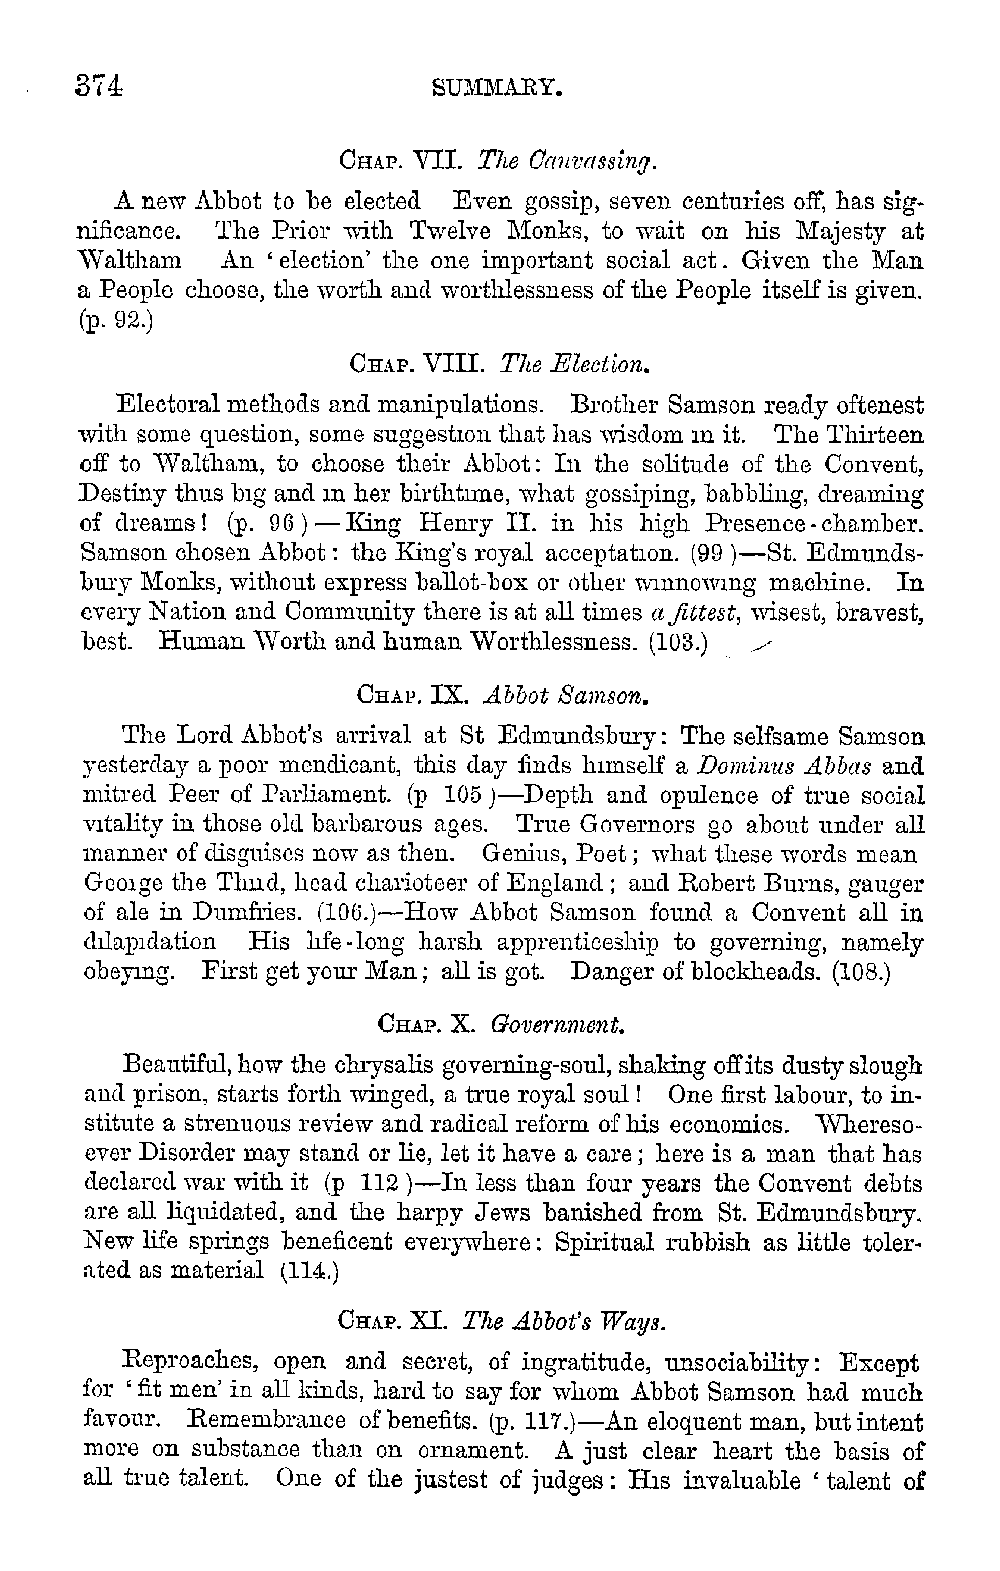 374 SUMMARY.
CHAP. VII. The Canvassing.
A new Abbot to be elected Even gossip, seven centuries off, has sig-
nificance. The Prior with Twelve Monks, to wait on his Majesty at
Waltham An ‘election’ the one important social act. Given the Man
a People choose, the worth and worthlessness of the People itself is given.
(p. 92.)
CHAP. VIII. The Election.
Electoral methods and manipulations. Brother Samson ready oftenest
with some question, some suggestion that has wisdom in it. The Thirteen
off to Waltham, to choose their Abbot: In the solitude of the Convent,
Destiny thus big and in her birthtime, what gossiping, babbling, dreaming
of dreams! (p. 96)—King Henry II. in his high Presence-chamber.
Samson chosen Abbot: the King's royal acceptation. (99)—St. Edmunds-
bury Monks, without express ballot-box or other winnowing machine. In
every Nation and Community there is at all times a fittest, wisest, bravest,
best. Human Worth and human Worthlessness. (103.)
CHAP. IX. Abbot Samson.
The Lord Abbot's arrival at St Edmundsbury: The selfsame Samson
yesterday a poor mendicant, this day finds himself a Dominus Abbas and
mitred Peer of Parliament. (p 105)—Depth and opulence of true social
vitality in those old barbarous ages. True Governors go about under all
manner of disguises now as then. Genius, Poet; what these words mean
George the Third, head charioteer of England; and Robert Burns, gauger
of ale in Dumfries. (106.)—How Abbot Samson found a Convent all in
dilapidation His life-long harsh apprenticeship to governing, namely
obeying. First get your Man; all is got. Danger of blockheads. (108.)
CHAP. X. Government.
Beautiful, how the chrysalis governing-soul, shaking off its dusty slough
and prison, starts forth winged, a true royal soul! One first labour, to in-
stitute a strenuous review and radical reform of his economics. Whereso-
ever Disorder may stand or lie, let it have a care; here is a man that has
declared war with it (p 112)—In less than four years the Convent debts
are all liquidated, and the harpy Jews banished from St. Edmundsbury.
New life springs beneficent everywhere: Spiritual rubbish as little toler-
ated as material (114.)
CHAP. XI. The Abbot's Ways.
Reproaches, open and secret, of ingratitude, unsociability: Except
for ‘fit men’ in all kinds, hard to say for whom Abbot Samson had much
favour. Remembrance of benefits. (p. 117.)—An eloquent man, but intent
more on substance than on ornament. A just clear heart the basis of
all true talent. One of the justest of judges: His invaluable ‘talent of